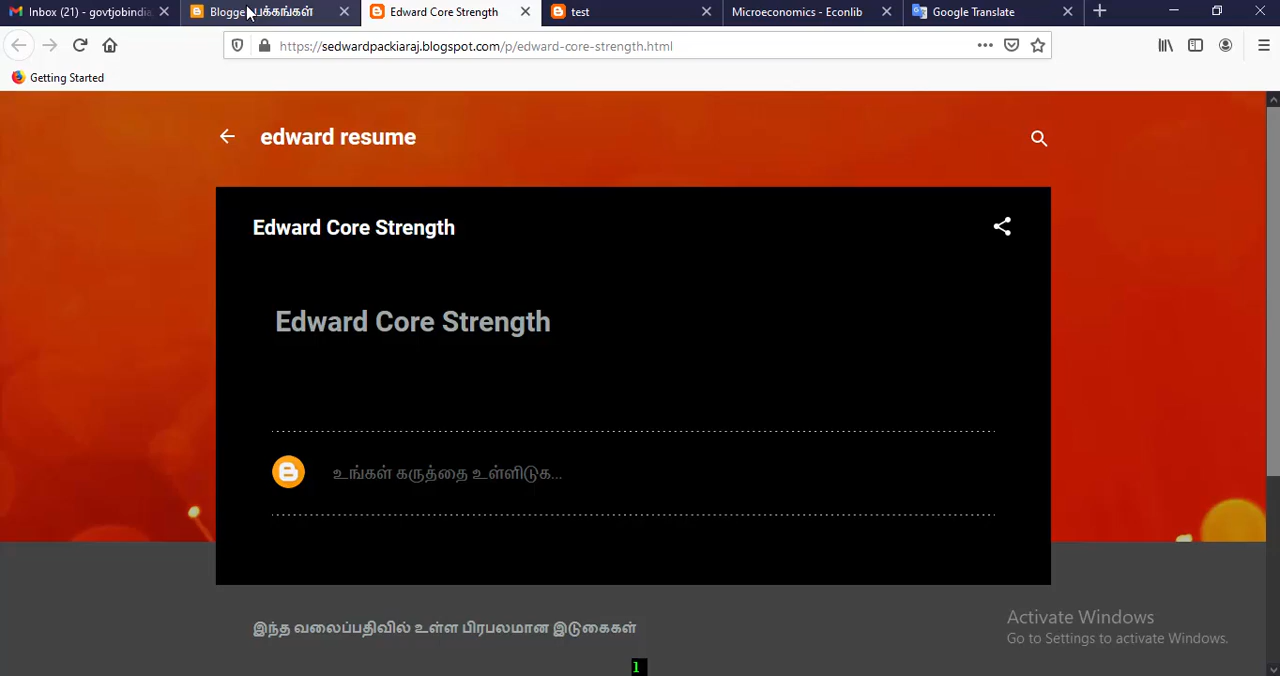 Inbox (21) - govtjobindia
Blogge பக்கங்கள்
Edward Core Strength
test
Microeconomics - Econlib
Google Translate
https://sedwardpackiaraj.blogspot.com/p/edward-core-strength.html
Getting Started
edward resume
Edward Core Strength
Edward Core Strength
உங்கள் கருத்தை உள்ளிடுக...
இந்த வலைப்பதிவில் உள்ள பிரபலமான இடுகைகள்
Activate Windows
Go to Settings to activate Windows.
1